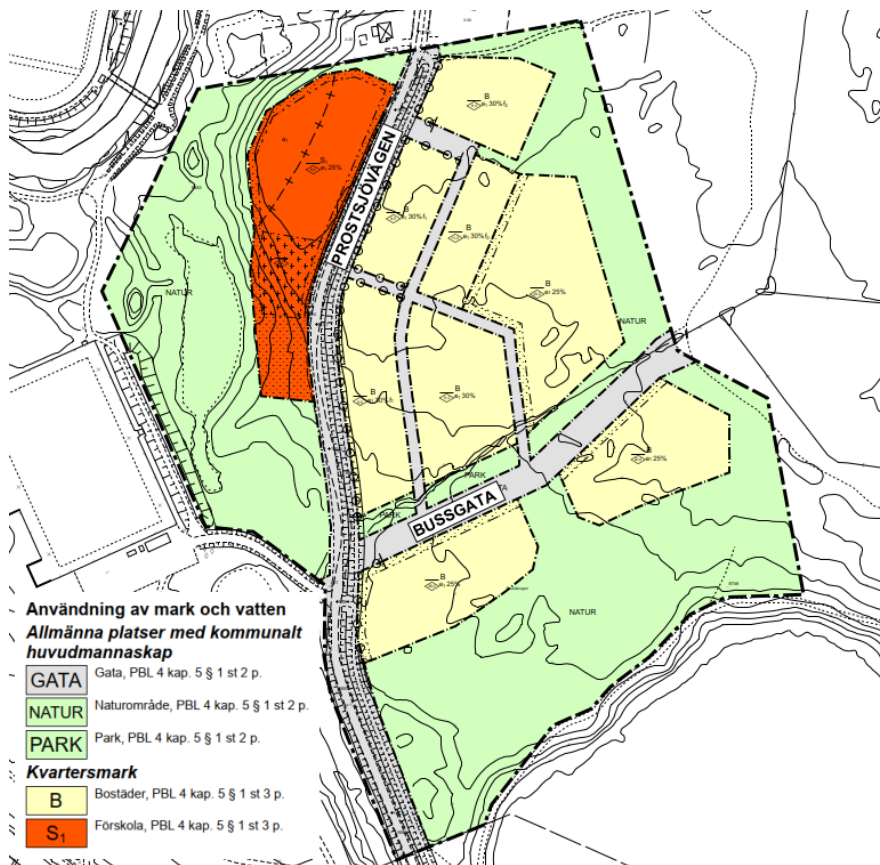 B
e₁ 30% f₂
S₁
e₁ 25%
PROSTSJÖVÄGEN
B
30% f₁
B
e₁ 30% f₂
B
e₁ 25%
NATUR
NATUR
B
B
e₁ 30%
B
e₁ 25%
PARK
PARK
BUSSGATA
B
e₁ 25%
NATUR
Användning av mark och vatten
Allmänna platser med kommunalt
huvudmannaskap
GATA Gata, PBL 4 kap. 5 § 1 st 2 p.
NATUR Naturområde, PBL 4 kap. 5 § 1 st 2 p.
PARK Park, PBL 4 kap. 5 § 1 st 2 p.
Kvartersmark
B Bostäder, PBL 4 kap. 5 § 1 st 3 p.
S₁ Förskola, PBL 4 kap. 5 § 1 st 3 p.